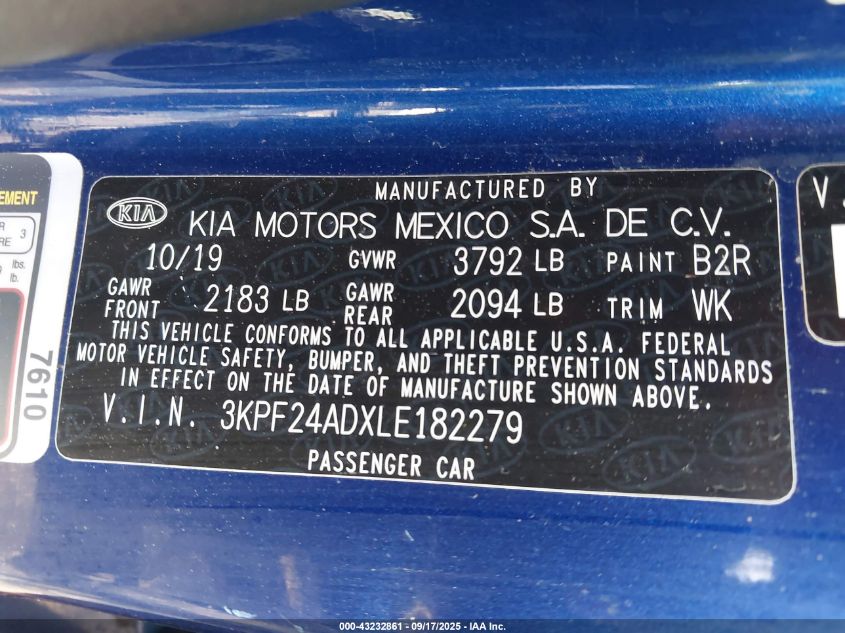 MANUFACTURED BY
KIA KIA MOTORS MEXICO S.A. DE C.V.
10/19 GVWR 3792 LB PAINT B2R
GAWR FRONT 2183 LB GAWR REAR 2094 LB TRIM WK
THIS VEHICLE CONFORMS TO ALL APPLICABLE U.S.A. FEDERAL
MOTOR VEHICLE SAFETY, BUMPER, AND THEFT PREVENTION STANDARDS
IN EFFECT ON THE DATE OF MANUFACTURE SHOWN ABOVE.
V.I.N. 3KPF24ADXLE182279
PASSENGER CAR
7610
3
lbs.
lb.
V.
000-43232861 - 09/17/2025 - IAA Inc.